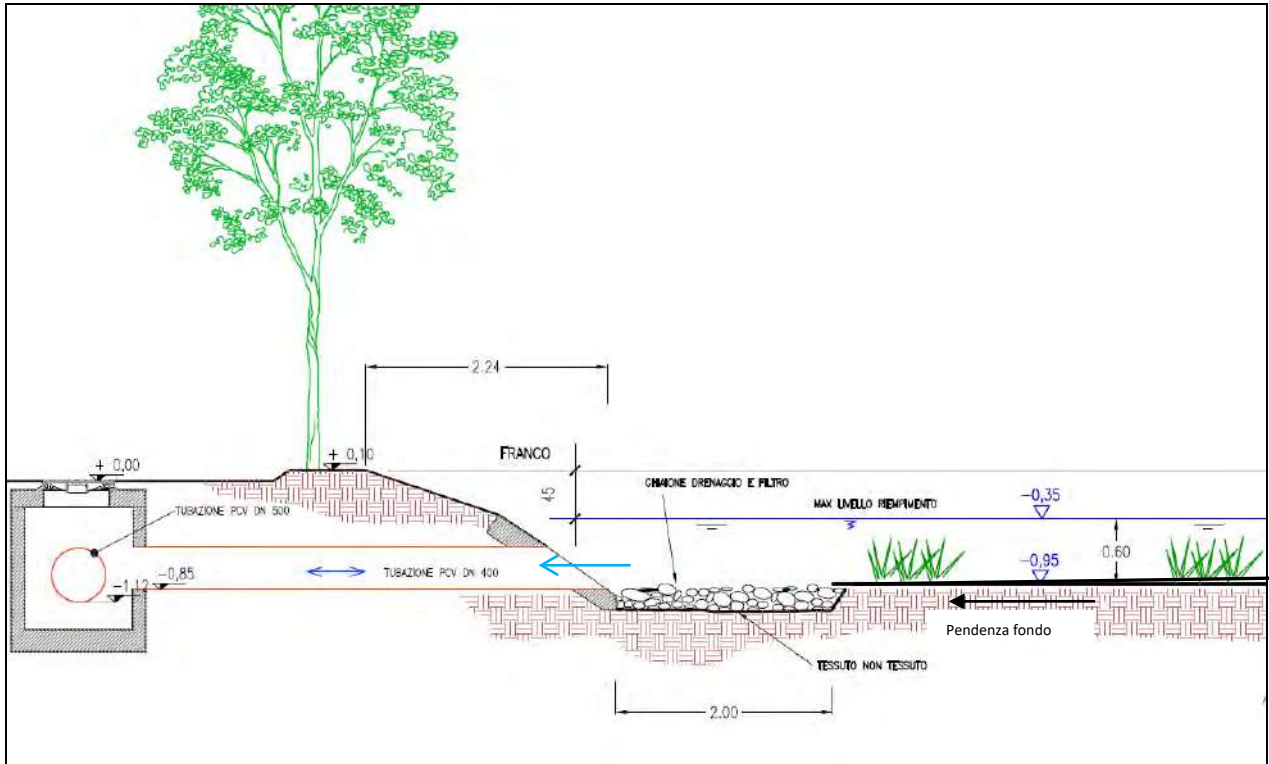 2.24
+ 0,10
FRANCO
+ 0,00
GHIAIONE DRENAGGIO E FILTRO
45
MAX LIVELLO RIEMPIMENTO
-0,35
TUBAZIONE PCV DN 500
0.60
-0,95
TUBAZIONE PCV DN 400
-0,85
-1,12
Pendenza fondo
TESSUTO NON TESSUTO
2.00